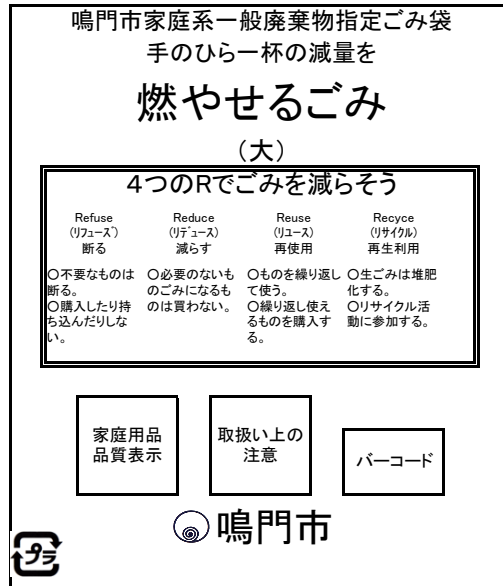 鳴門市家庭系一般廃棄物指定ごみ袋
手のひら一杯の減量を
燃やせるごみ
（大）
４つのRでごみを減らそう
Refuse
（リフューズ）
断る
Reduce
（リデュース）
減らす
Reuse
（リユース）
再使用
Recyce
（リサイクル）
再生利用
○不要なものは
断る。
○購入したり持
ち込んだりしな
い。
○必要のないも
のごみになるも
のは買わない。
○ものを繰り返し
て使う。
○繰り返し使え
るものを購入す
る。
○生ごみは堆肥
化する。
○リサイクル活
動に参加する。
家庭用品
品質表示
取扱い上の
注意
バーコード
鳴門市
プラ